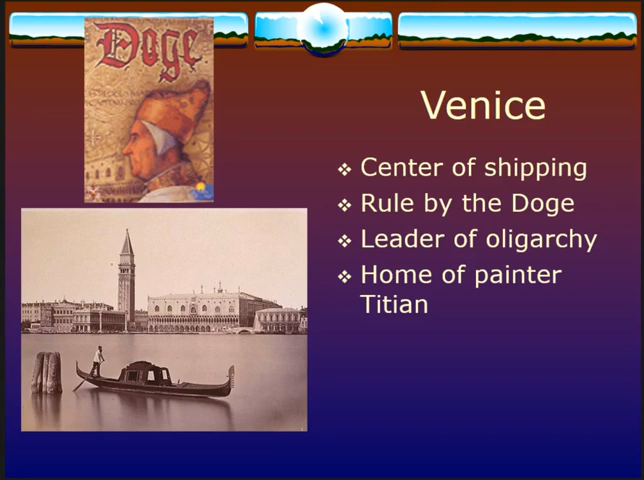 Doge
Venice
Center of shipping
Rule by the Doge
Leader of oligarchy
Home of painter
Titian